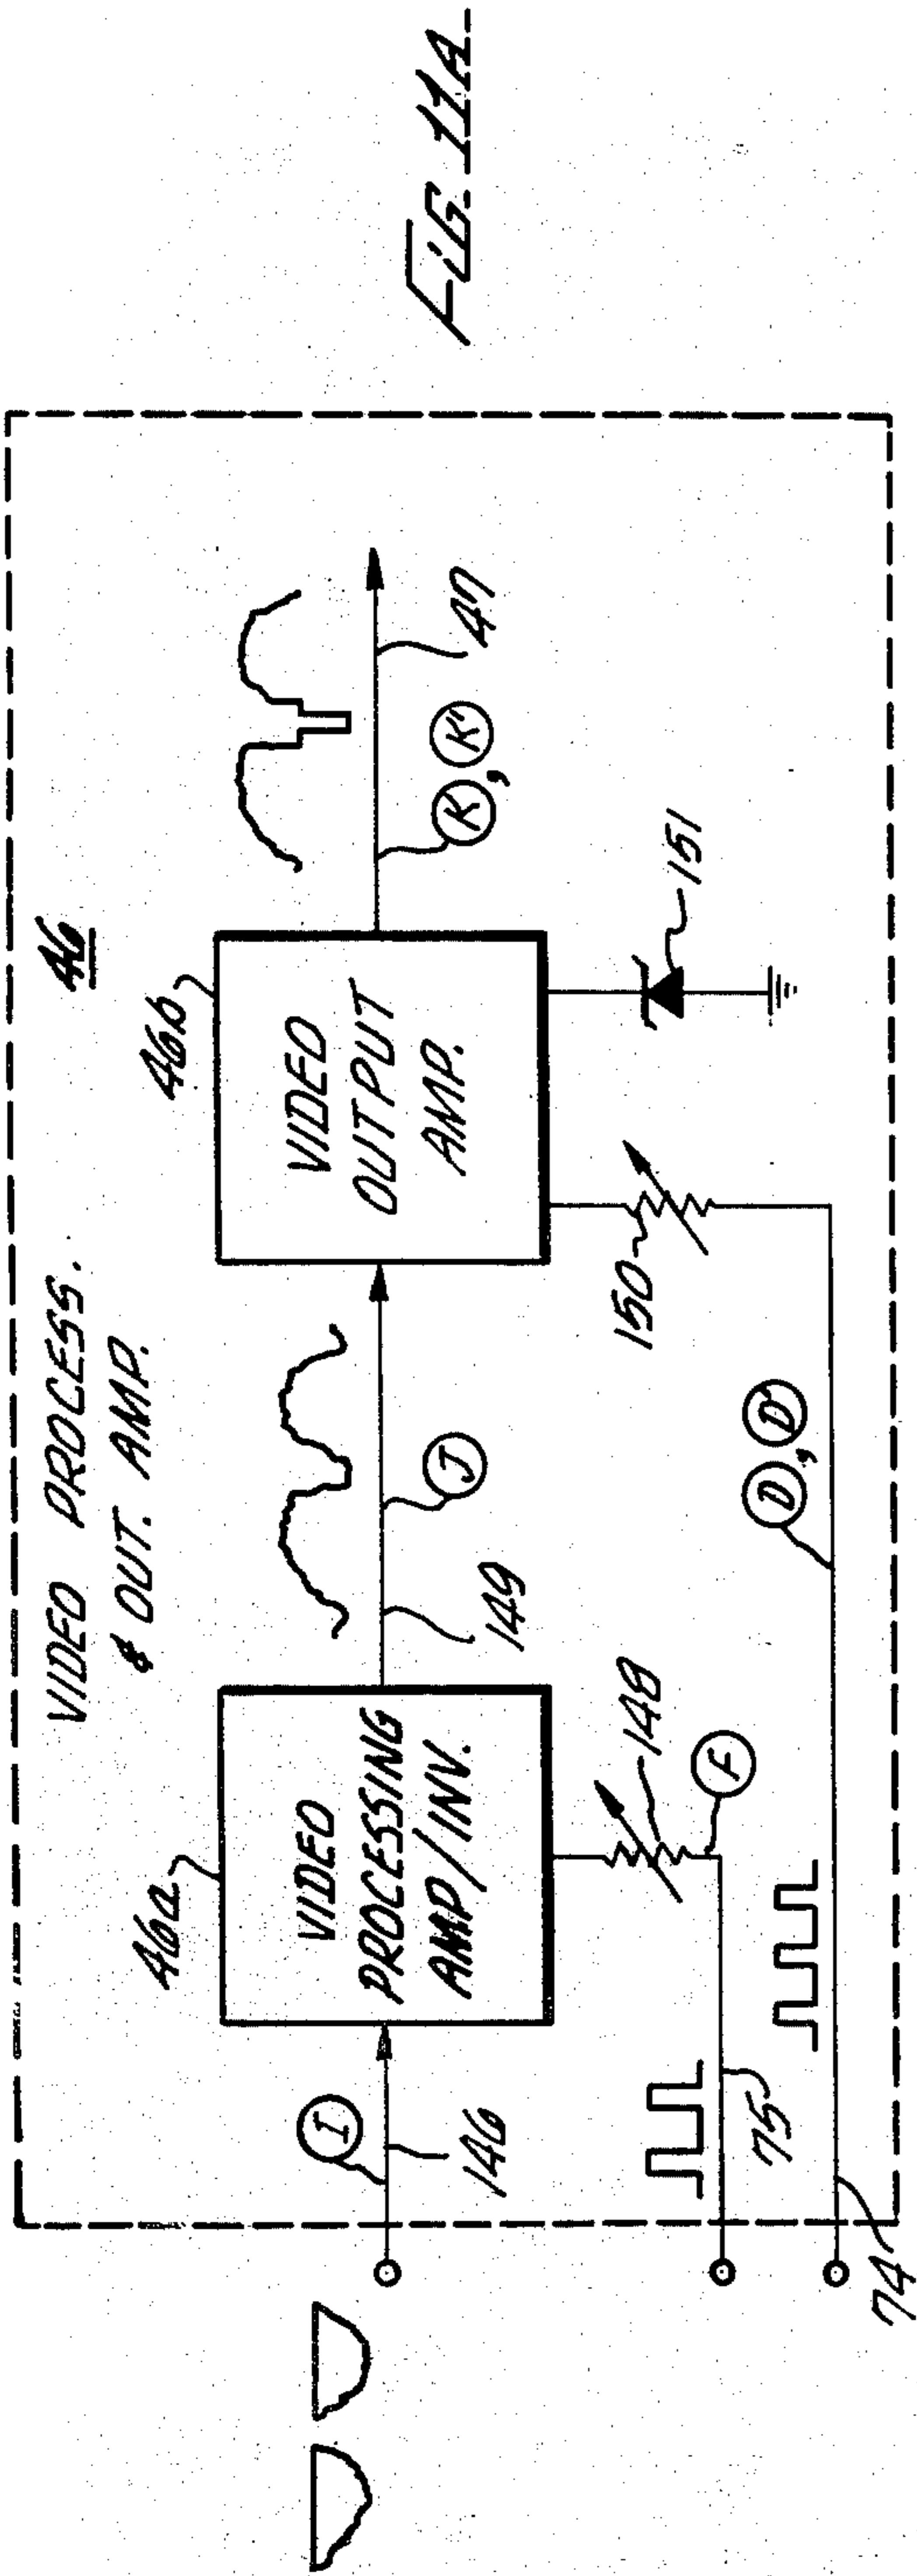 VIDEO PROCESS.
& OUT. AMP.
46
46a
46b
I
146
VIDEO
PROCESSING
AMP/INV.
149
J
VIDEO
OUTPUT
AMP.
K, K'
47
148
F
75
150
151
D, D'
74
FIG. 11A.